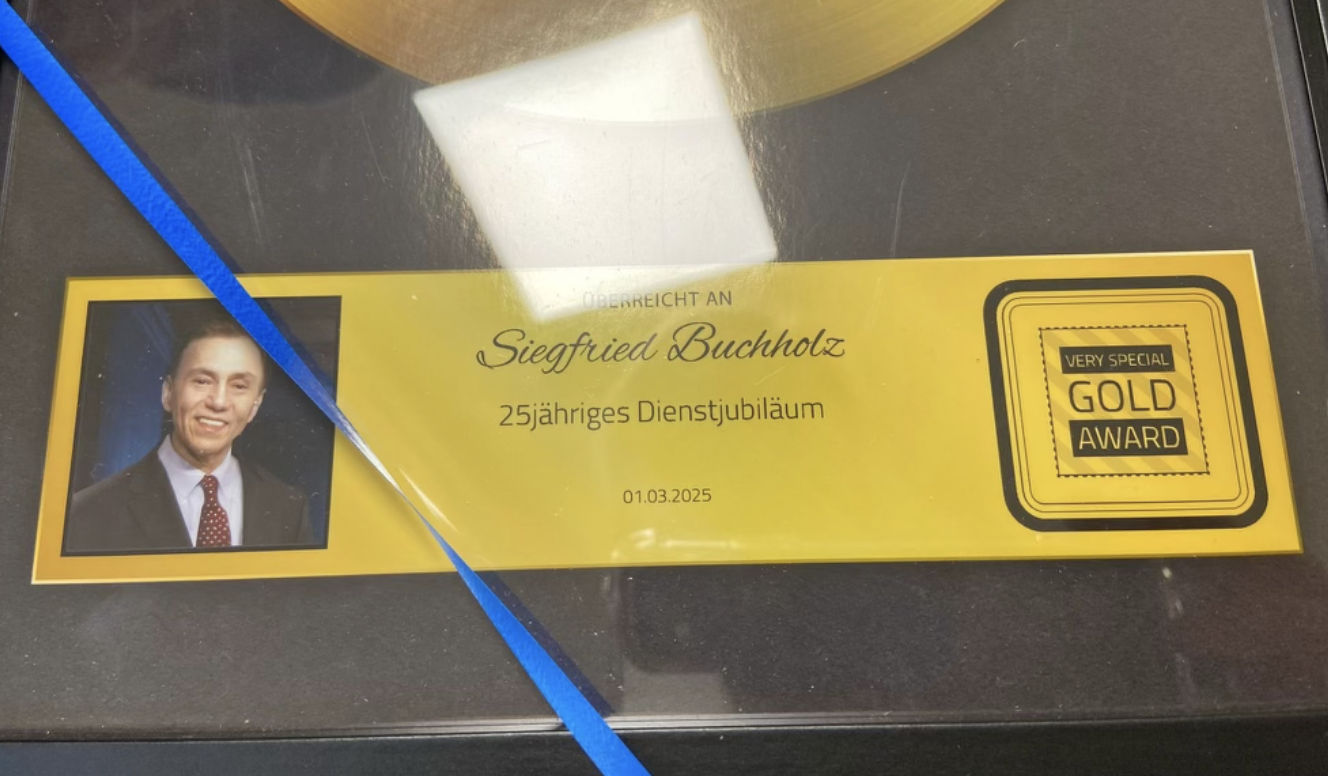 ÜBERREICHT AN
Siegfried Buchholz
25jähriges Dienstjubiläum
01.03.2025
VERY SPECIAL
GOLD
AWARD